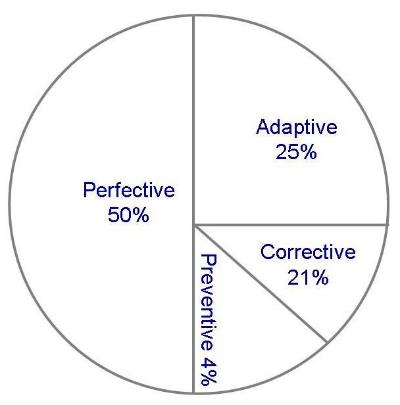 Adaptive
25%
Perfective
50%
Corrective
21%
Preventive 4%